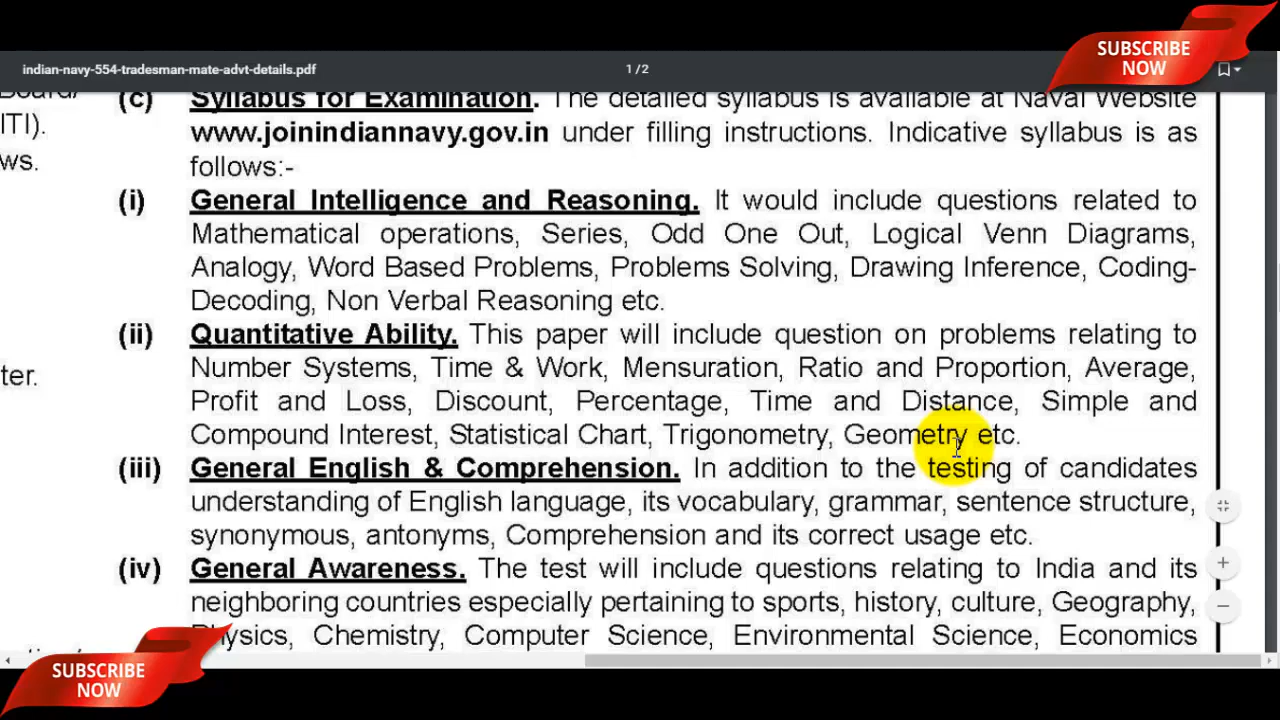 SUBSCRIBE
NOW
indian-navy-554-tradesman-mate-advt-details.pdf
1/2
Board/
ITI).
ws.
ter.
(c) Syllabus for Examination. The detailed syllabus is available at Naval Website
www.joinindiannavy.gov.in under filling instructions. Indicative syllabus is as
follows:-
(i) General Intelligence and Reasoning. It would include questions related to
Mathematical operations, Series, Odd One Out, Logical Venn Diagrams,
Analogy, Word Based Problems, Problems Solving, Drawing Inference, Coding-
Decoding, Non Verbal Reasoning etc.
(ii) Quantitative Ability. This paper will include question on problems relating to
Number Systems, Time & Work, Mensuration, Ratio and Proportion, Average,
Profit and Loss, Discount, Percentage, Time and Distance, Simple and
Compound Interest, Statistical Chart, Trigonometry, Geometry etc.
(iii) General English & Comprehension. In addition to the testing of candidates
understanding of English language, its vocabulary, grammar, sentence structure,
synonymous, antonyms, Comprehension and its correct usage etc.
(iv) General Awareness. The test will include questions relating to India and its
neighboring countries especially pertaining to sports, history, culture, Geography,
Physics, Chemistry, Computer Science, Environmental Science, Economics
SUBSCRIBE
NOW